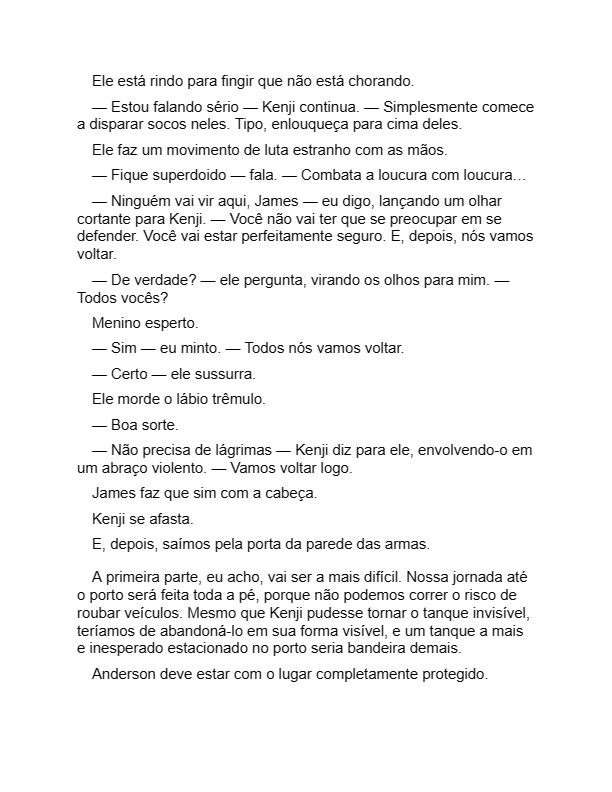 Ele está rindo para fingir que não está chorando.
— Estou falando sério — Kenji continua. — Simplesmente comece
a disparar socos neles. Tipo, enlouqueça para cima deles.
Ele faz um movimento de luta estranho com as mãos.
— Fique superdoido — fala. — Combata a loucura com loucura…
— Ninguém vai vir aqui, James — eu digo, lançando um olhar
cortante para Kenji. — Você não vai ter que se preocupar em se
defender. Você vai estar perfeitamente seguro. E, depois, nós vamos
voltar.
— De verdade? — ele pergunta, virando os olhos para mim. —
Todos vocês?
Menino esperto.
— Sim — eu minto. — Todos nós vamos voltar.
— Certo — ele sussurra.
Ele morde o lábio trêmulo.
— Boa sorte.
— Não precisa de lágrimas — Kenji diz para ele, envolvendo-o em
um abraço violento. — Vamos voltar logo.
James faz que sim com a cabeça.
Kenji se afasta.
E, depois, saímos pela porta da parede das armas.
A primeira parte, eu acho, vai ser a mais difícil. Nossa jornada até
o porto será feita toda a pé, porque não podemos correr o risco de
roubar veículos. Mesmo que Kenji pudesse tornar o tanque invisível,
teríamos de abandoná-lo em sua forma visível, e um tanque a mais
e inesperado estacionado no porto seria bandeira demais.
Anderson deve estar com o lugar completamente protegido.